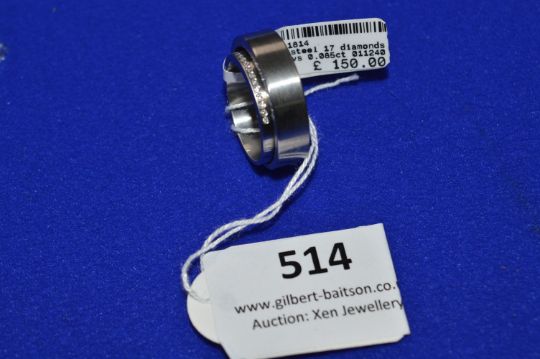 1814
steel 17 diamonds
vs 0.085ct 011240
£ 150.00
514
www.gilbert-baitson.co.
Auction: Xen Jewellery